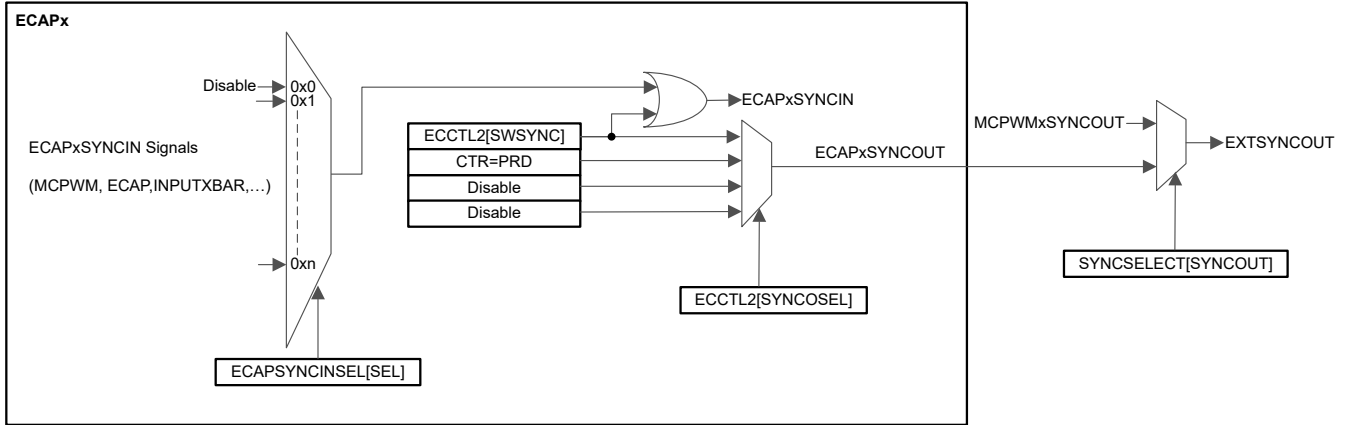 ECAPx
Disable
0x0
0x1
ECAPxSYNCIN Signals
(MCPWM, ECAP,INPUTXBAR,…)
0xn
ECAPSYNCINSEL[SEL]
ECAPxSYNCIN
ECCTL2[SWSYNC]
CTR=PRD
Disable
Disable
ECAPxSYNCOUT
ECCTL2[SYNCOSEL]
MCPWMxSYNCOUT
EXTSYNCOUT
SYNCSELECT[SYNCOUT]